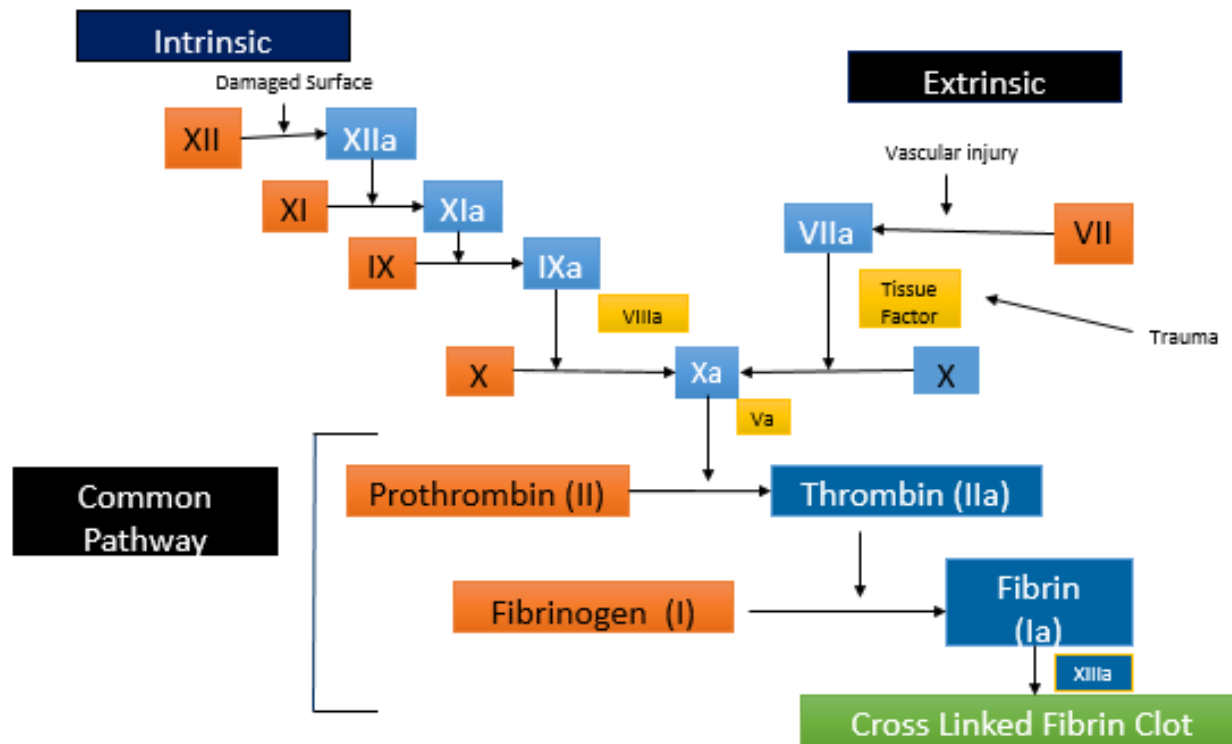 Intrinsic
Damaged Surface
Extrinsic
XII
XIIa
Vascular injury
XI
XIa
VIIa
VII
IX
IXa
Tissue
Factor
VIIIa
Trauma
X
Xa
X
Va
Common
Pathway
Prothrombin (II)
Thrombin (IIa)
Fibrinogen (I)
Fibrin
(Ia)
XIIIa
Cross Linked Fibrin Clot